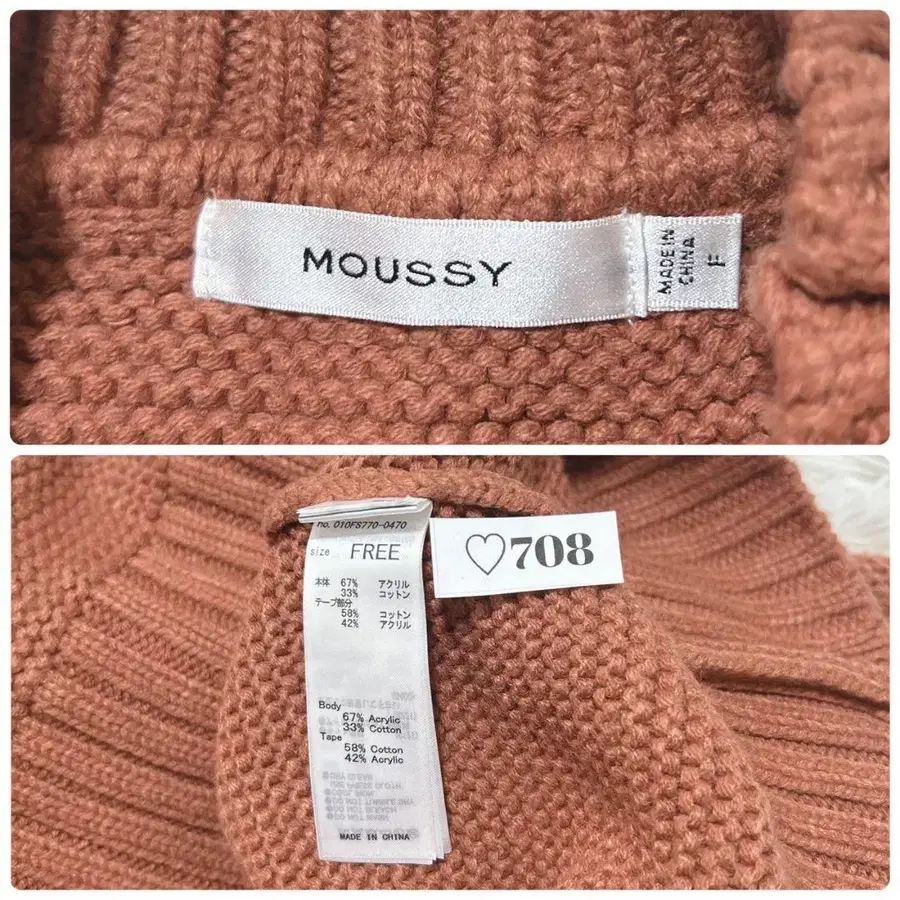 MOUSSY
MADE IN
CHINA
F
no. 010FS770-0470
size FREE
本体 67% アクリル
33% コットン
テープ部分
58% コットン
42% アクリル
Body
67% Acrylic
33% Cotton
Tape
58% Cotton
42% Acrylic
MADE IN CHINA
♡708